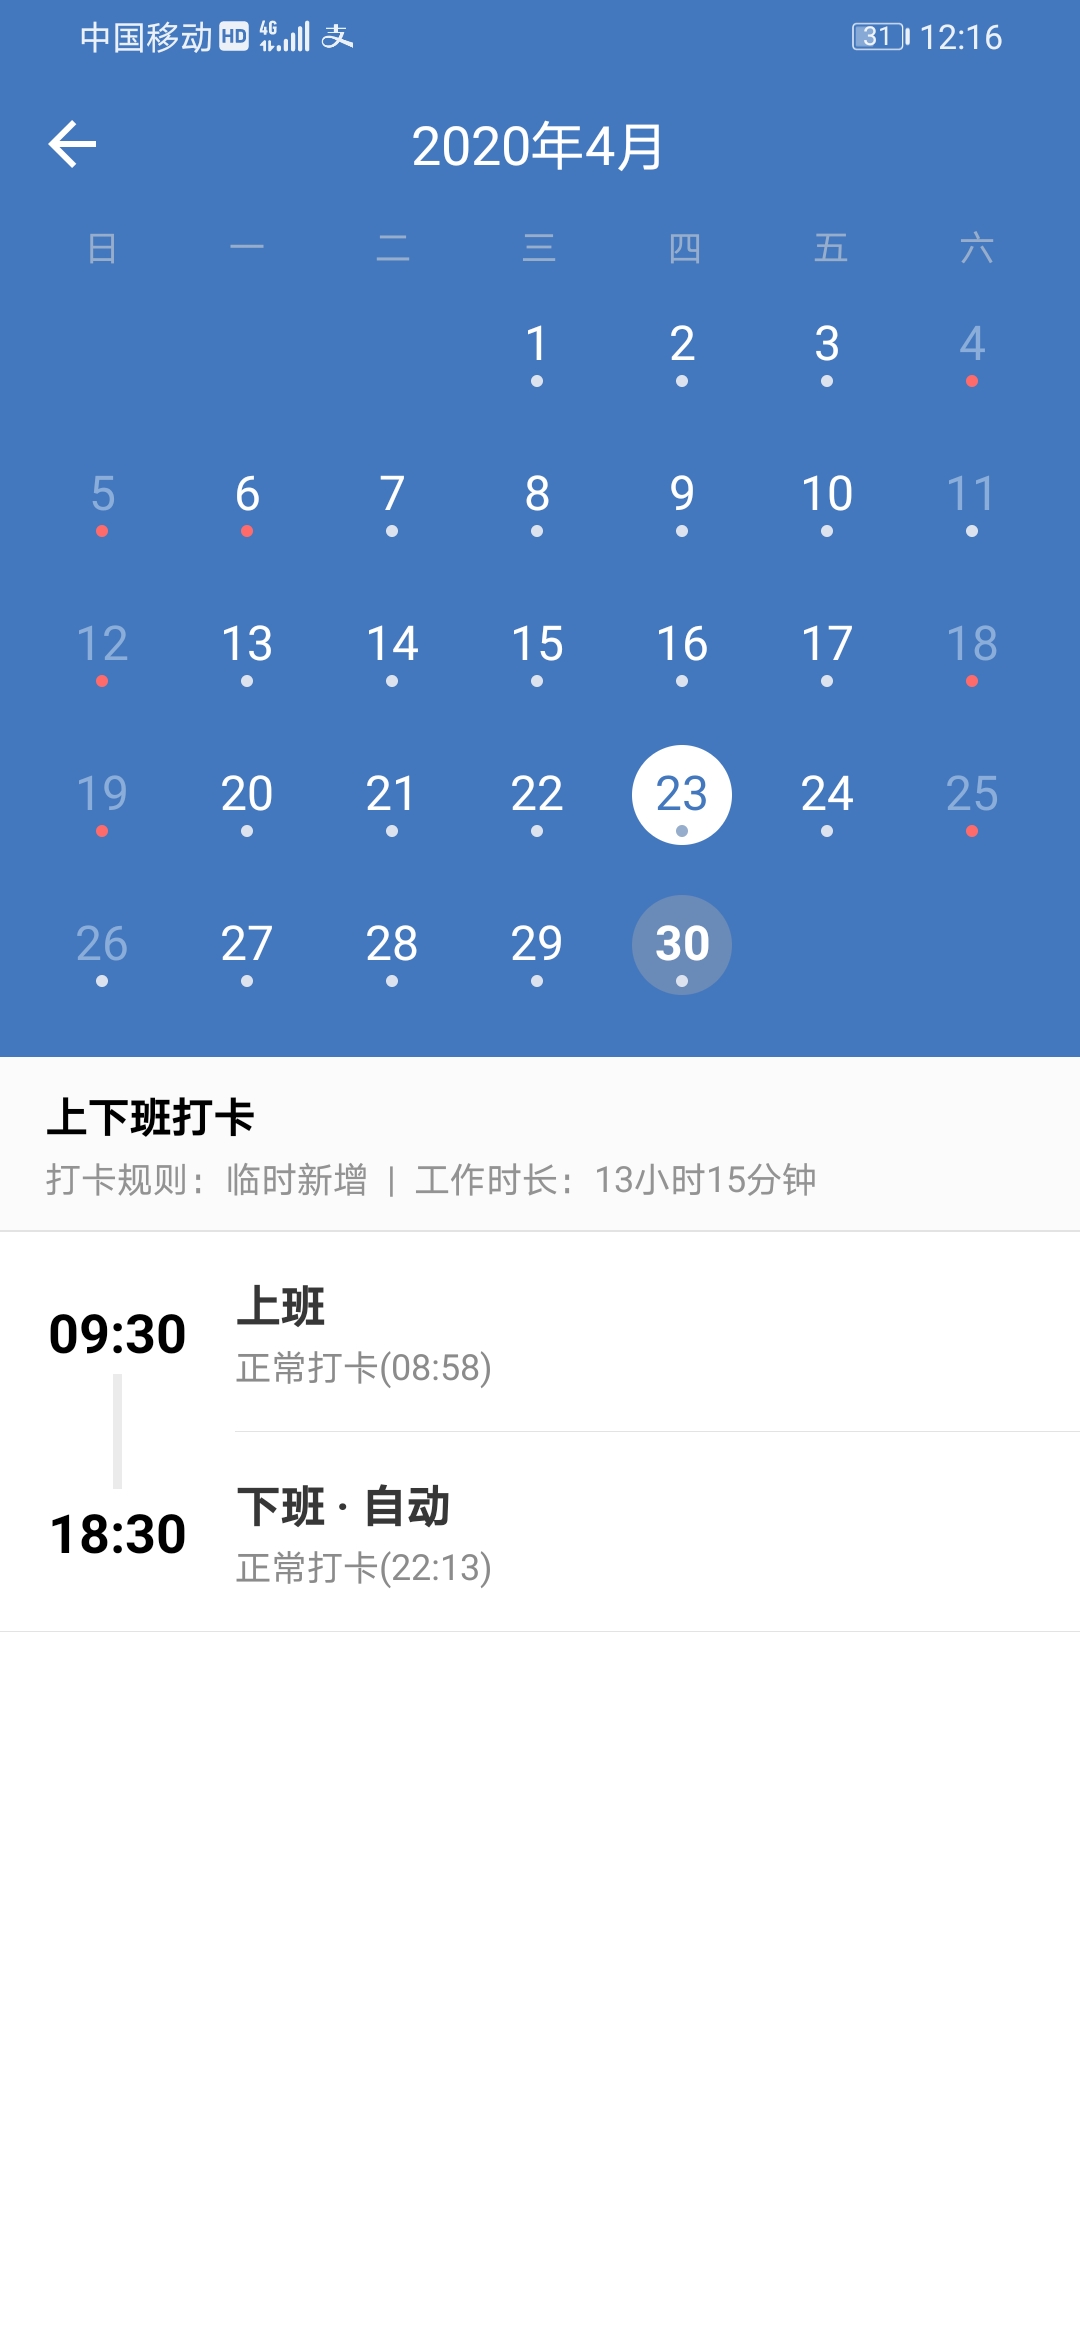 中国移动 HD 4G 支 31 12:16
2020年4月
日 一 二 三 四 五 六
1 2 3 4
5 6 7 8 9 10 11
12 13 14 15 16 17 18
19 20 21 22 23 24 25
26 27 28 29 30
上下班打卡
打卡规则：临时新增 | 工作时长：13小时15分钟
09:30 上班
正常打卡(08:58)
18:30 下班 · 自动
正常打卡(22:13)